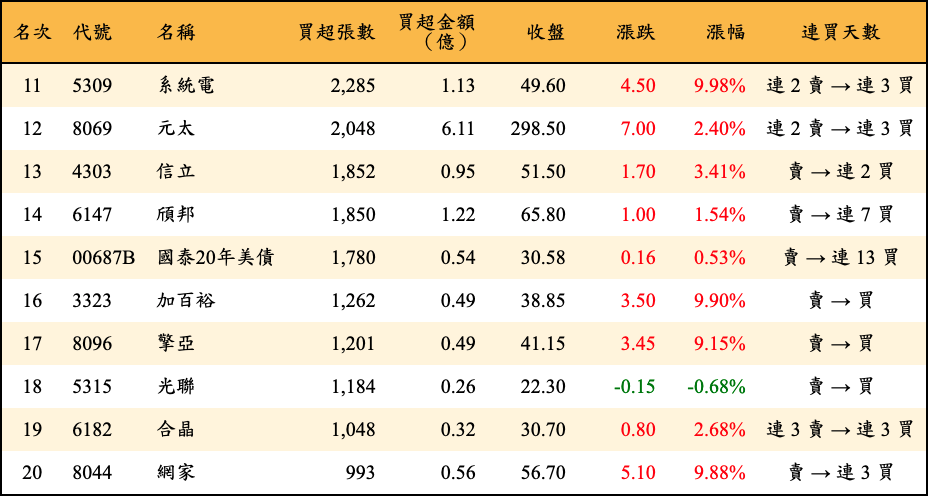 名次 代號 名稱 買超張數 買超金額（億） 收盤 漲跌 漲幅 連買天數
11 5309 系統電 2,285 1.13 49.60 4.50 9.98% 連 2 賣 → 連 3 買
12 8069 元太 2,048 6.11 298.50 7.00 2.40% 連 2 賣 → 連 3 買
13 4303 信立 1,852 0.95 51.50 1.70 3.41% 賣 → 連 2 買
14 6147 頎邦 1,850 1.22 65.80 1.00 1.54% 賣 → 連 7 買
15 00687B 國泰20年美債 1,780 0.54 30.58 0.16 0.53% 賣 → 連 13 買
16 3323 加百裕 1,262 0.49 38.85 3.50 9.90% 賣 → 買
17 8096 擎亞 1,201 0.49 41.15 3.45 9.15% 賣 → 買
18 5315 光聯 1,184 0.26 22.30 -0.15 -0.68% 賣 → 買
19 6182 合晶 1,048 0.32 30.70 0.80 2.68% 連 3 賣 → 連 3 買
20 8044 網家 993 0.56 56.70 5.10 9.88% 賣 → 連 3 買